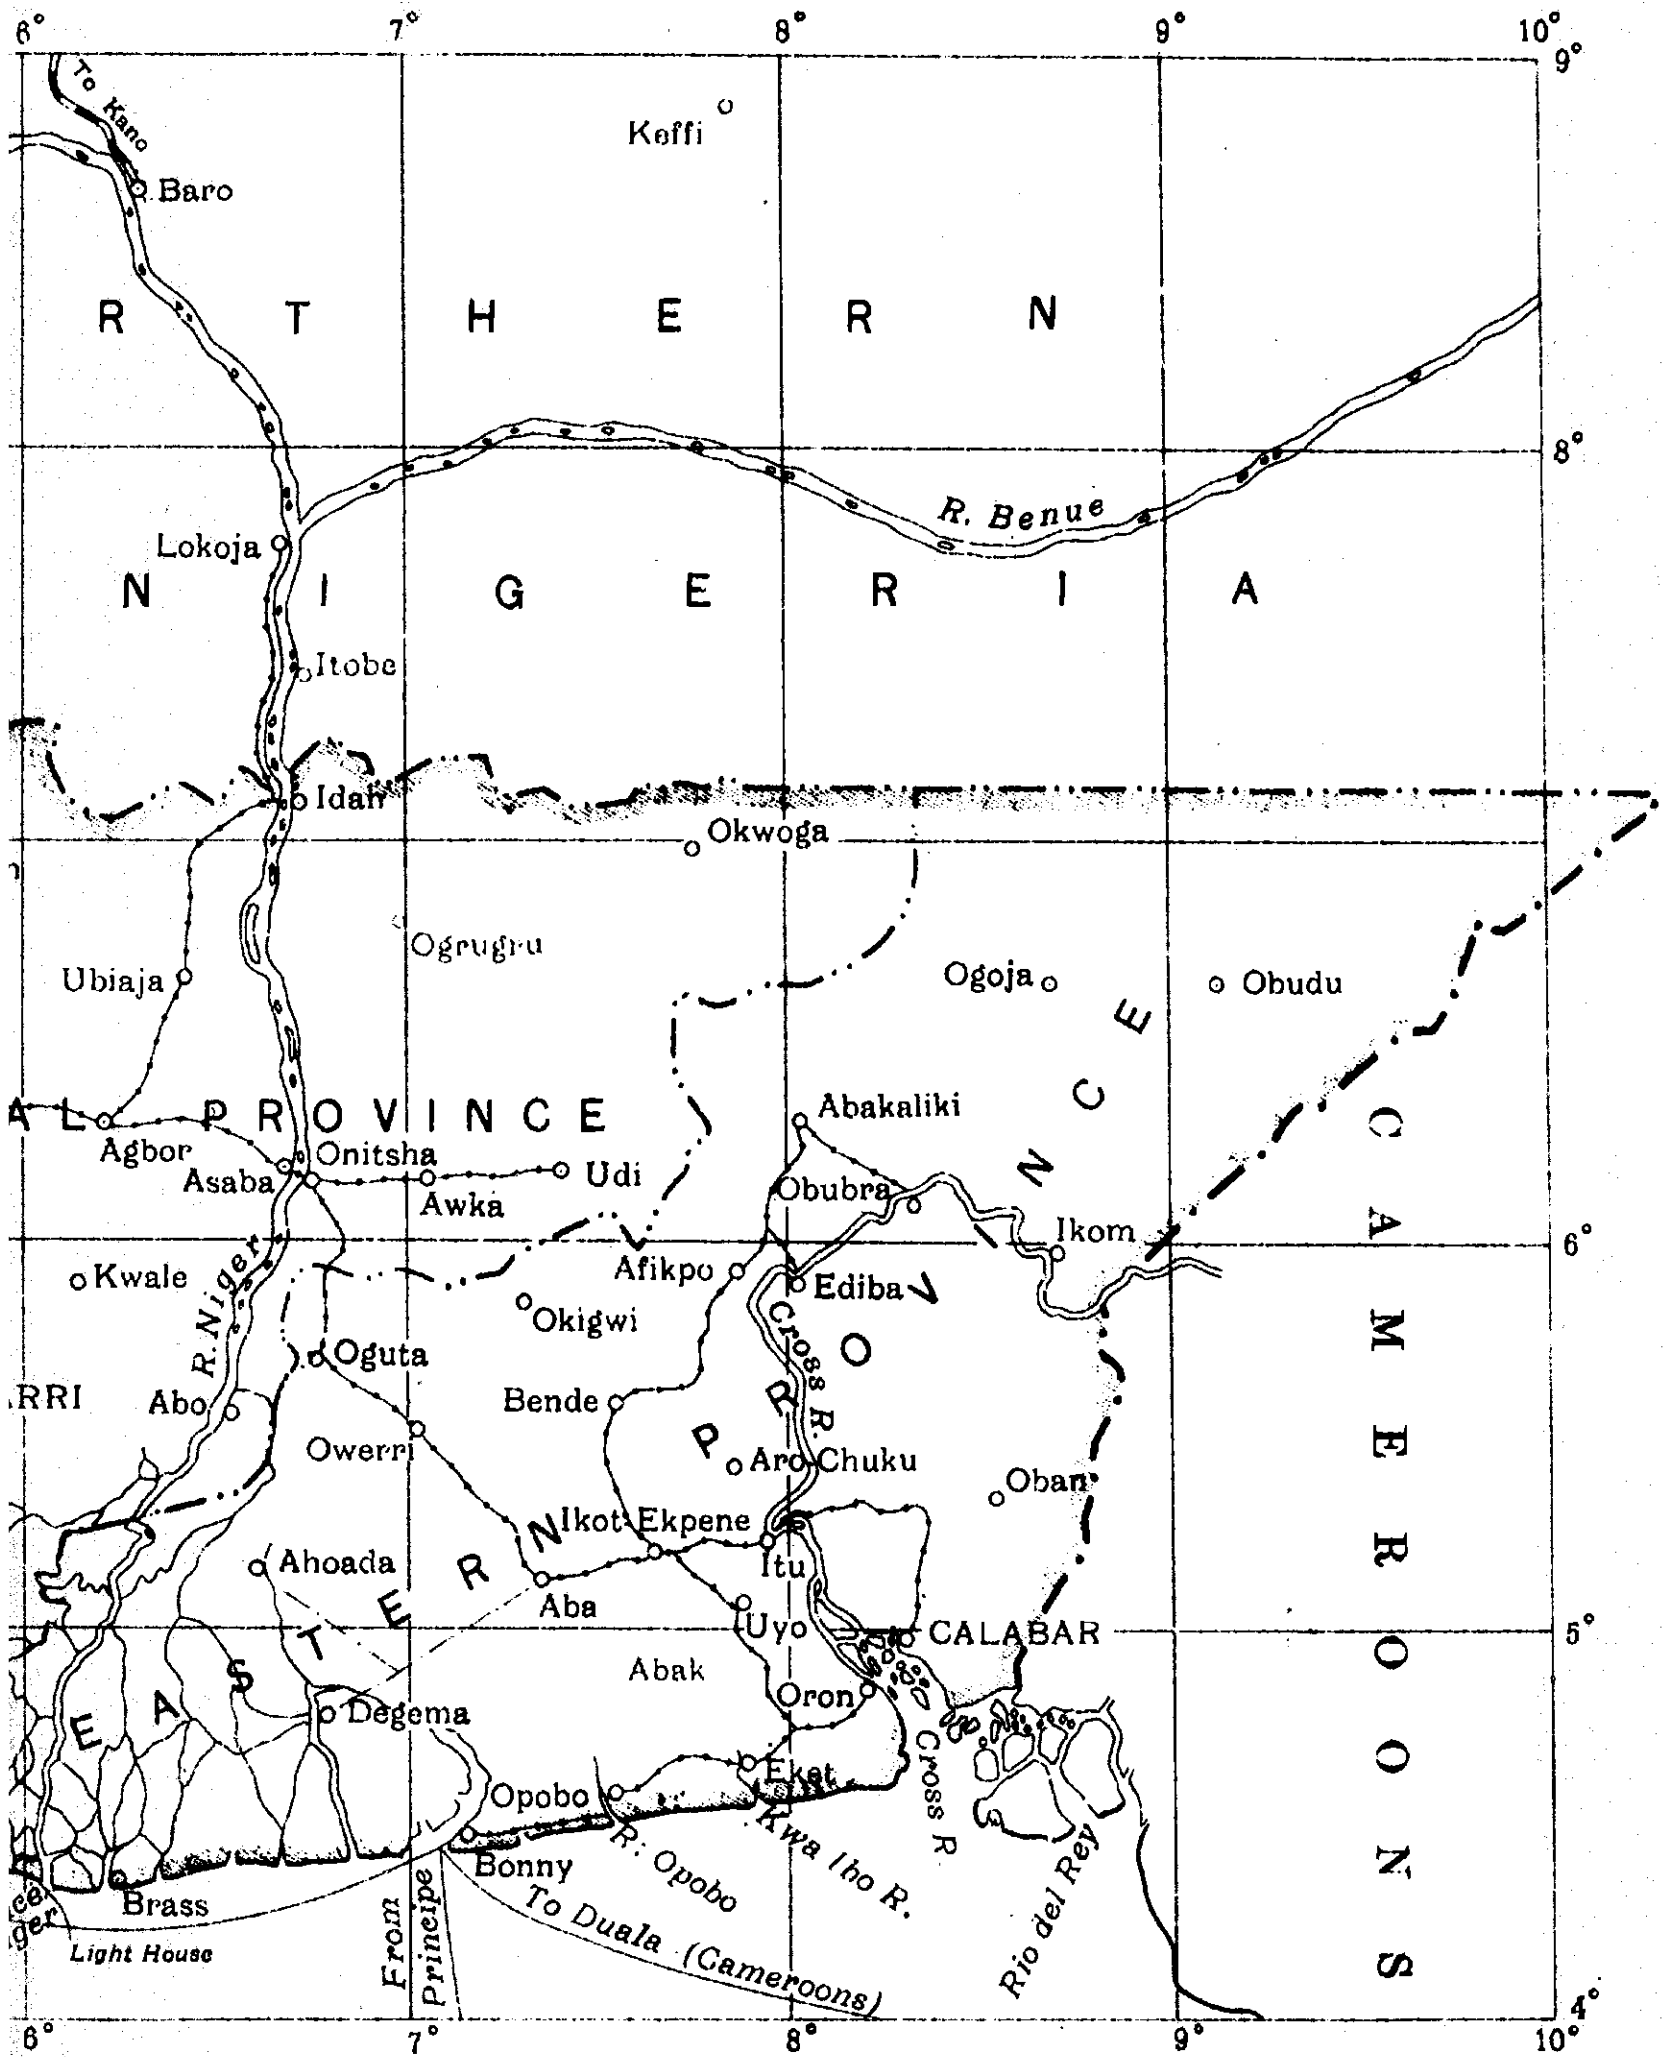 6° 7° 8° 9° 10°
9°
To Kano
Keffi
Baro
R T H E R N
8°
R. Benue
Lokoja
N I G E R I A
Itobe
Idah
Okwoga
Ogrugru
Ubiaja
Ogoja
Obudu
AL PROVINCE
Abakaliki
Agbor
Onitsha
Asaba
Udi
Awka
Obubra
Ikom
6°
Afikpo
Kwale
Ediba
R. Niger
Okigwi
Cross R.
Oguta
RRI
Abo
Bende
Owerri
Aro Chuku
Oban
Ikot Ekpene
Itu
Ahoada
Aba
Uyo
CALABAR
5°
Abak
Oron
Degema
EASTERN PROVINCE
CAMEROONS
Eket
Opobo
Cross R
Bonny
R. Opobo
Kwa Iho R.
Rio del Rey
Brass
Light House
From Principe
To Duala (Cameroons)
4°
6° 7° 8° 9° 10°